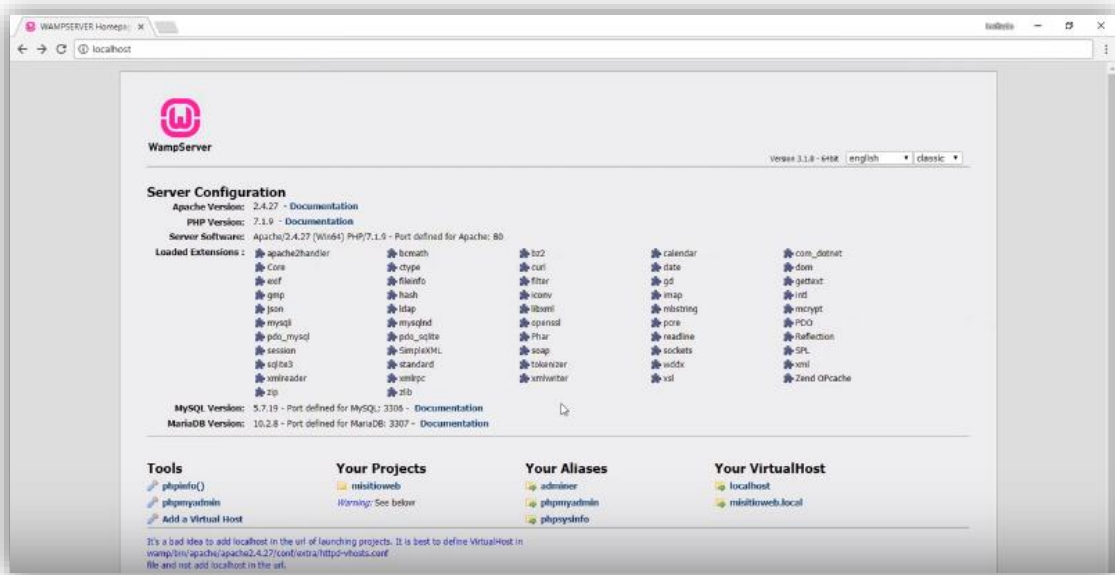 WAMPSERVER Homepag
localhost
WampServer
Version 3.1.8 - 64bit english classic
Server Configuration
Apache Version: 2.4.27 - Documentation
PHP Version: 7.1.9 - Documentation
Server Software: Apache/2.4.27 (Win64) PHP/7.1.9 - Port defined for Apache: 80
Loaded Extensions : apache2handler bcmath bz2 calendar com_dotnet
Core ctype curl date dom
exif fileinfo filter gd gettext
gmp hash iconv imap intl
json ldap libxml mbstring mcrypt
mysqli mysqlnd openssl pcre PDO
pdo_mysql pdo_sqlite Phar readline Reflection
session SimpleXML soap sockets SPL
sqlite3 standard tokenizer wddx xml
xmlreader xmlrpc xmlwriter xsl Zend OPcache
zip zlib
MySQL Version: 5.7.19 - Port defined for MySQL: 3306 - Documentation
MariaDB Version: 10.2.8 - Port defined for MariaDB: 3307 - Documentation
Tools Your Projects Your Aliases Your VirtualHost
phpinfo() misitioweb adminer localhost
phpmyadmin Warning: See below phpmyadmin misitioweb.local
Add a Virtual Host phpsysinfo
It's a bad idea to add localhost in the url of launching projects. It is best to define VirtualHost in
wamp/bin/apache/apache2.4.27/conf/extra/httpd-vhosts.conf
file and not add localhost in the url.